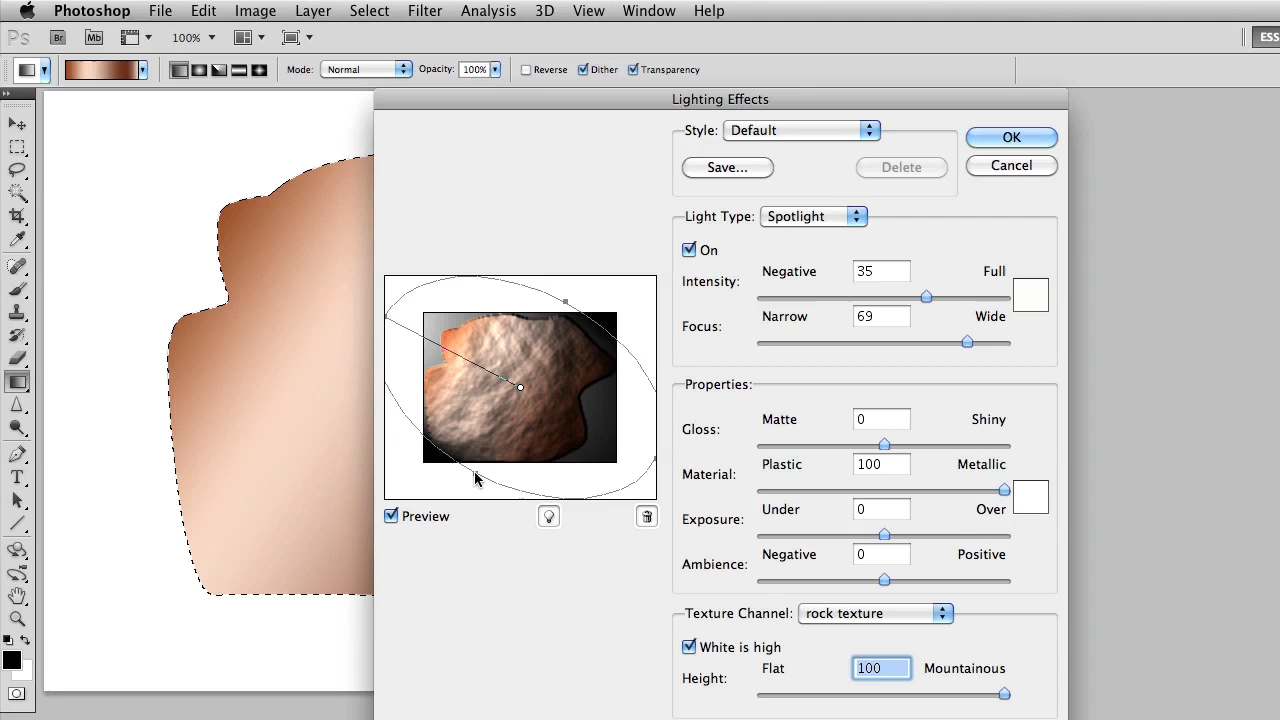 Photoshop File Edit Image Layer Select Filter Analysis 3D View Window Help
Ps Br Mb 100% ESS
Mode: Normal Opacity: 100% Reverse Dither Transparency
Lighting Effects
Style: Default OK
Save... Delete Cancel
Light Type: Spotlight
On
Negative 35 Full
Intensity:
Narrow 69 Wide
Focus:
Properties:
Matte 0 Shiny
Gloss:
Plastic 100 Metallic
Material:
Under 0 Over
Preview
Exposure:
Negative 0 Positive
Ambience:
Texture Channel: rock texture
White is high
Flat 100 Mountainous
Height:
T